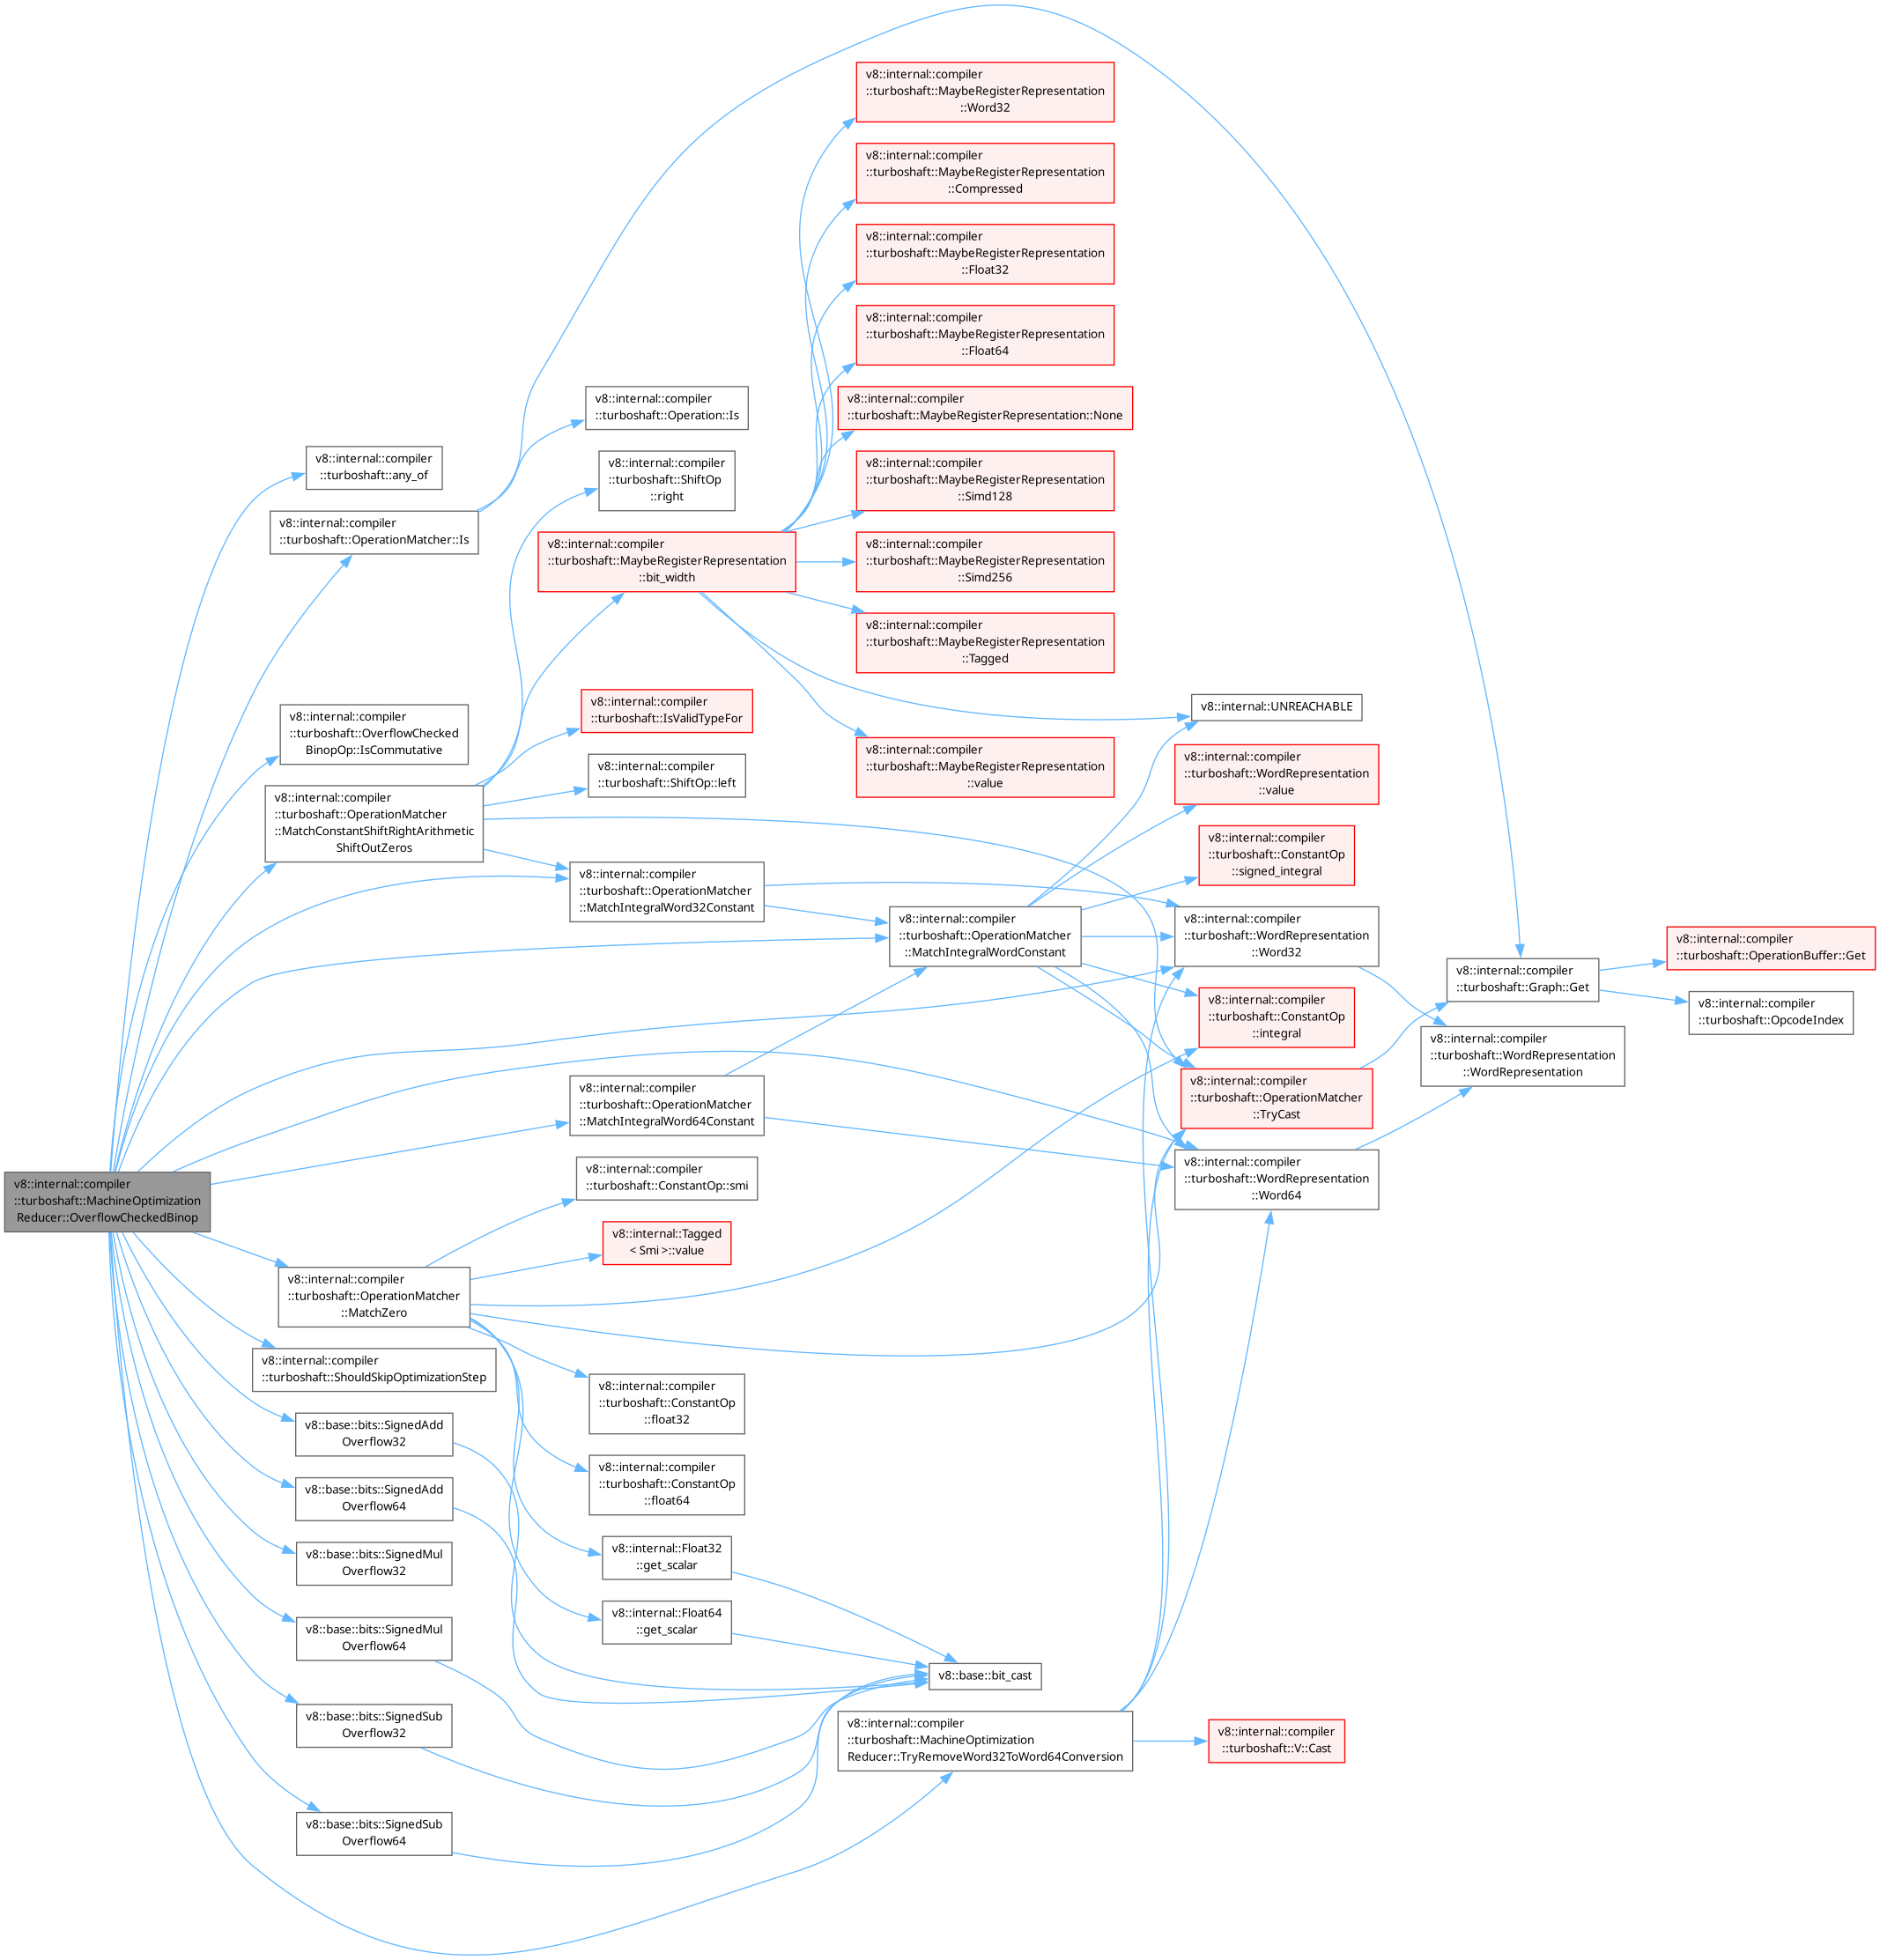 v8::internal::compiler
::turboshaft::MaybeRegisterRepresentation
::Word32
v8::internal::compiler
::turboshaft::MaybeRegisterRepresentation
::Compressed
v8::internal::compiler
::turboshaft::MaybeRegisterRepresentation
::Float32
v8::internal::compiler
::turboshaft::MaybeRegisterRepresentation
::Float64
v8::internal::compiler
::turboshaft::Operation::Is
v8::internal::compiler
::turboshaft::MaybeRegisterRepresentation::None
v8::internal::compiler
::turboshaft::any_of
v8::internal::compiler
::turboshaft::ShiftOp
::right
v8::internal::compiler
::turboshaft::MaybeRegisterRepresentation
::Simd128
v8::internal::compiler
::turboshaft::OperationMatcher::Is
v8::internal::compiler
::turboshaft::MaybeRegisterRepresentation
::bit_width
v8::internal::compiler
::turboshaft::MaybeRegisterRepresentation
::Simd256
v8::internal::compiler
::turboshaft::MaybeRegisterRepresentation
::Tagged
v8::internal::compiler
::turboshaft::IsValidTypeFor
v8::internal::UNREACHABLE
v8::internal::compiler
::turboshaft::OverflowChecked
BinopOp::IsCommutative
v8::internal::compiler
::turboshaft::ShiftOp::left
v8::internal::compiler
::turboshaft::MaybeRegisterRepresentation
::value
v8::internal::compiler
::turboshaft::WordRepresentation
::value
v8::internal::compiler
::turboshaft::OperationMatcher
::MatchConstantShiftRightArithmetic
ShiftOutZeros
v8::internal::compiler
::turboshaft::ConstantOp
::signed_integral
v8::internal::compiler
::turboshaft::OperationMatcher
::MatchIntegralWord32Constant
v8::internal::compiler
::turboshaft::OperationMatcher
::MatchIntegralWordConstant
v8::internal::compiler
::turboshaft::WordRepresentation
::Word32
v8::internal::compiler
::turboshaft::OperationBuffer::Get
v8::internal::compiler
::turboshaft::Graph::Get
v8::internal::compiler
::turboshaft::OpcodeIndex
v8::internal::compiler
::turboshaft::ConstantOp
::integral
v8::internal::compiler
::turboshaft::WordRepresentation
::WordRepresentation
v8::internal::compiler
::turboshaft::OperationMatcher
::MatchIntegralWord64Constant
v8::internal::compiler
::turboshaft::OperationMatcher
::TryCast
v8::internal::compiler
::turboshaft::MachineOptimization
Reducer::OverflowCheckedBinop
v8::internal::compiler
::turboshaft::ConstantOp::smi
v8::internal::compiler
::turboshaft::WordRepresentation
::Word64
v8::internal::Tagged
< Smi >::value
v8::internal::compiler
::turboshaft::OperationMatcher
::MatchZero
v8::internal::compiler
::turboshaft::ShouldSkipOptimizationStep
v8::internal::compiler
::turboshaft::ConstantOp
::float32
v8::base::bits::SignedAdd
Overflow32
v8::internal::compiler
::turboshaft::ConstantOp
::float64
v8::base::bits::SignedAdd
Overflow64
v8::base::bits::SignedMul
Overflow32
v8::internal::Float32
::get_scalar
v8::internal::Float64
::get_scalar
v8::base::bits::SignedMul
Overflow64
v8::base::bit_cast
v8::base::bits::SignedSub
Overflow32
v8::internal::compiler
::turboshaft::MachineOptimization
Reducer::TryRemoveWord32ToWord64Conversion
v8::internal::compiler
::turboshaft::V::Cast
v8::base::bits::SignedSub
Overflow64